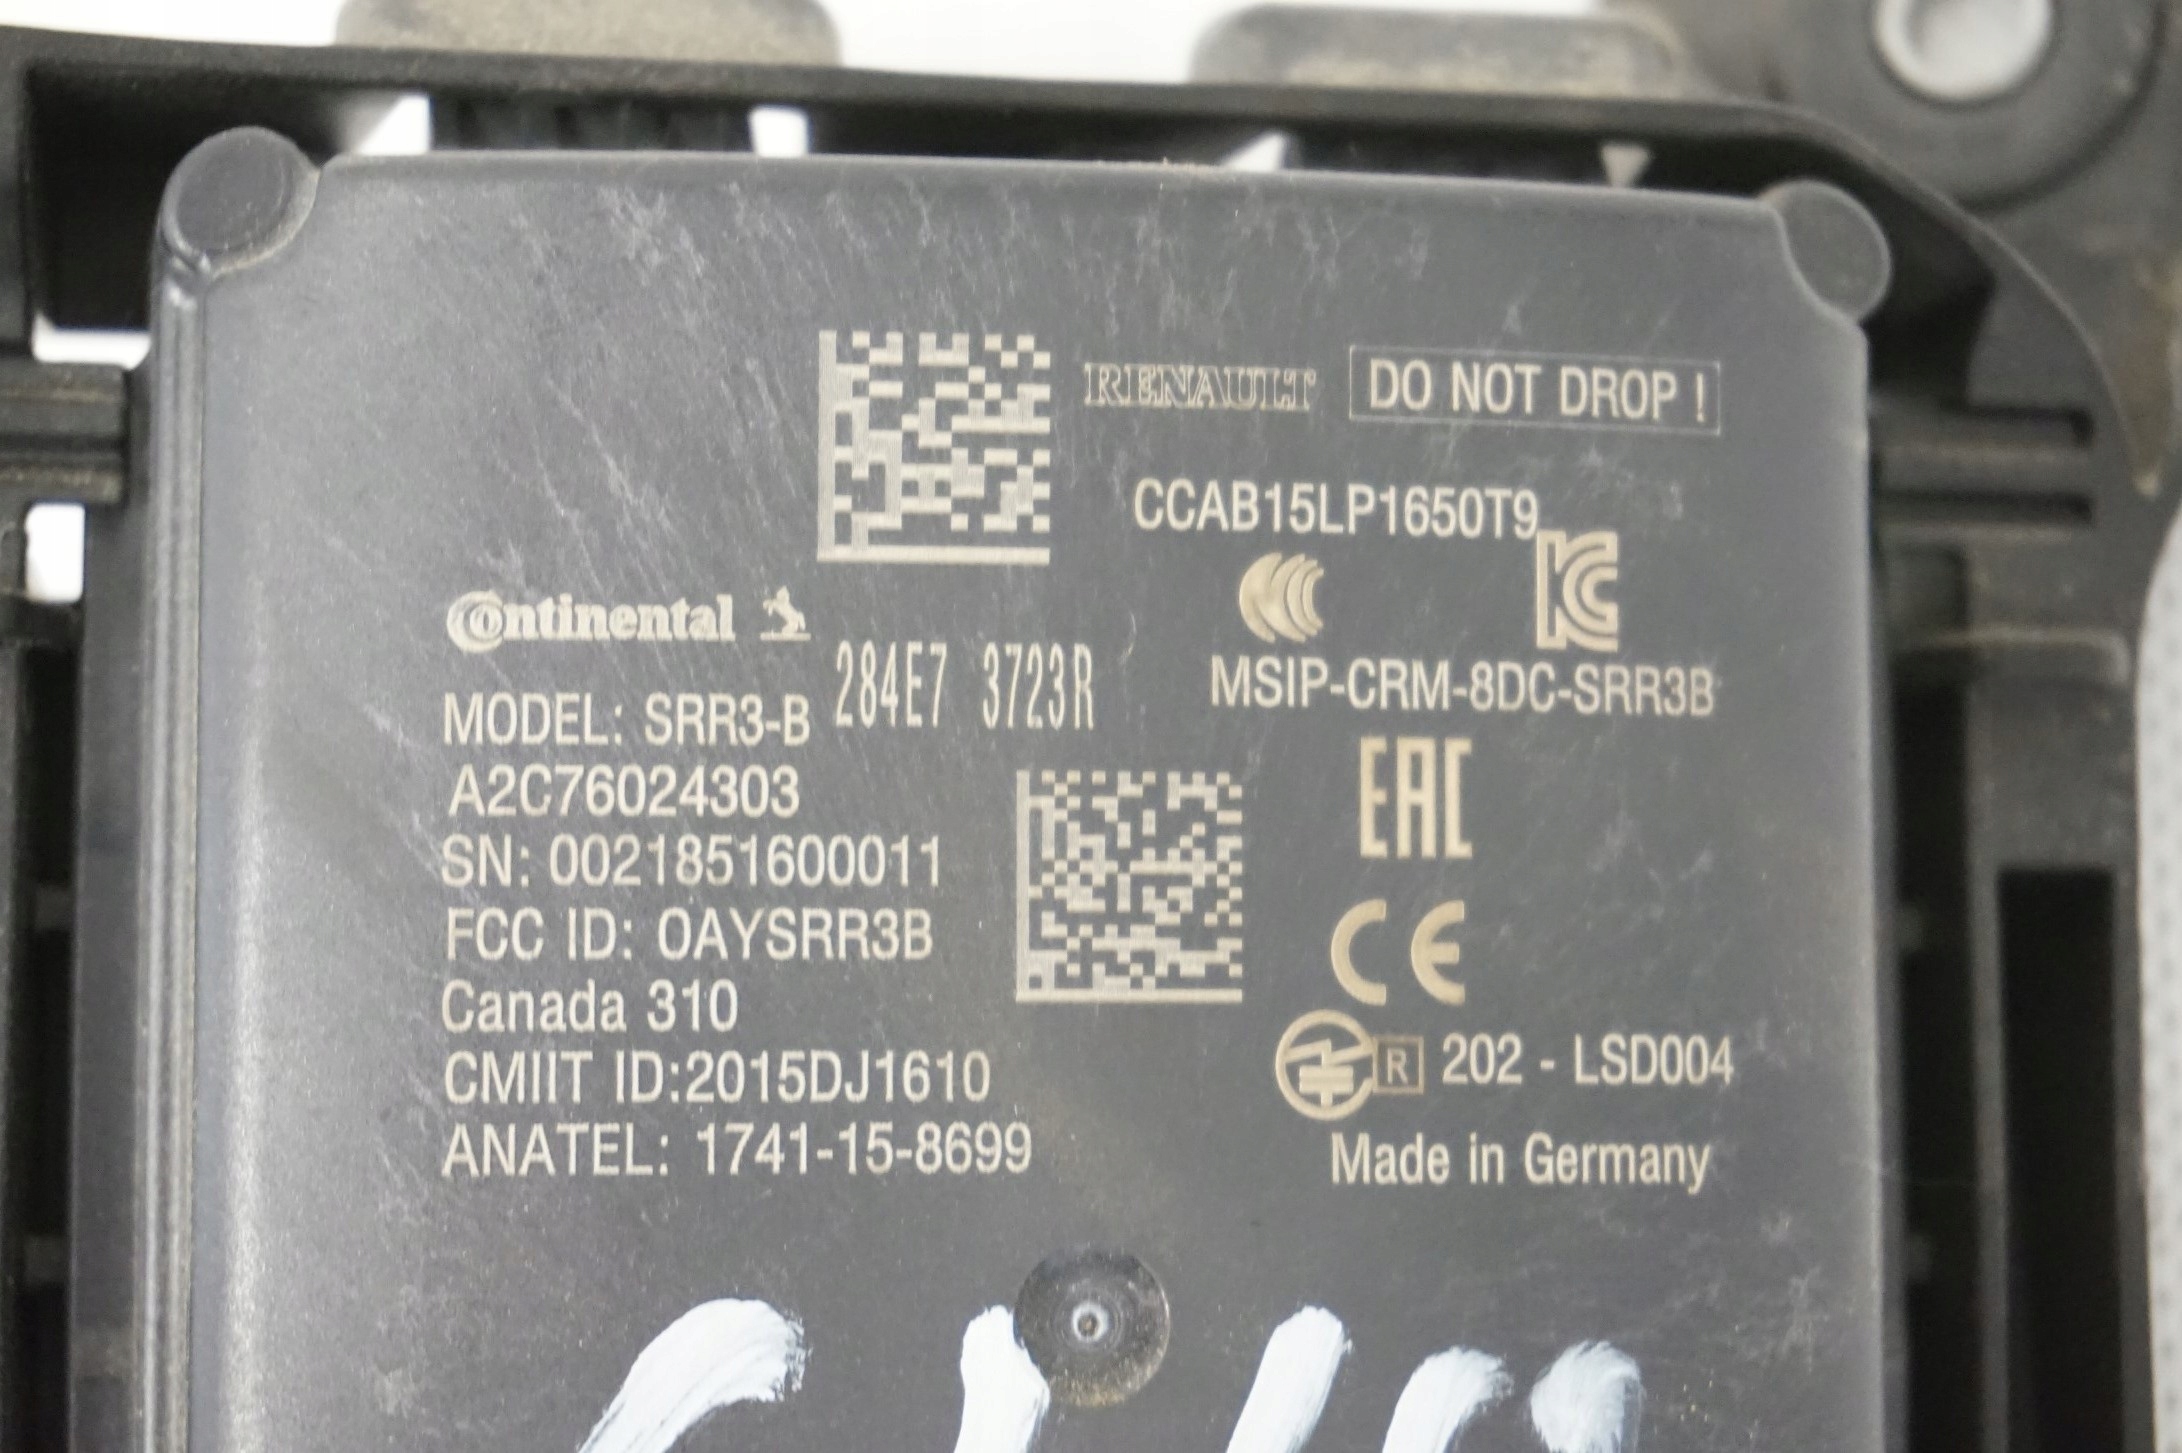 RENAULT
DO NOT DROP !
CCAB15LP1650T9
Continental
284E7 3723R
MSIP-CRM-8DC-SRR3B
MODEL: SRR3-B
A2C76024303
SN: 0021851600011
FCC ID: OAYSRR3B
Canada 310
CMIIT ID:2015DJ1610
ANATEL: 1741-15-8699
EAC
CE
R 202 - LSD004
Made in Germany